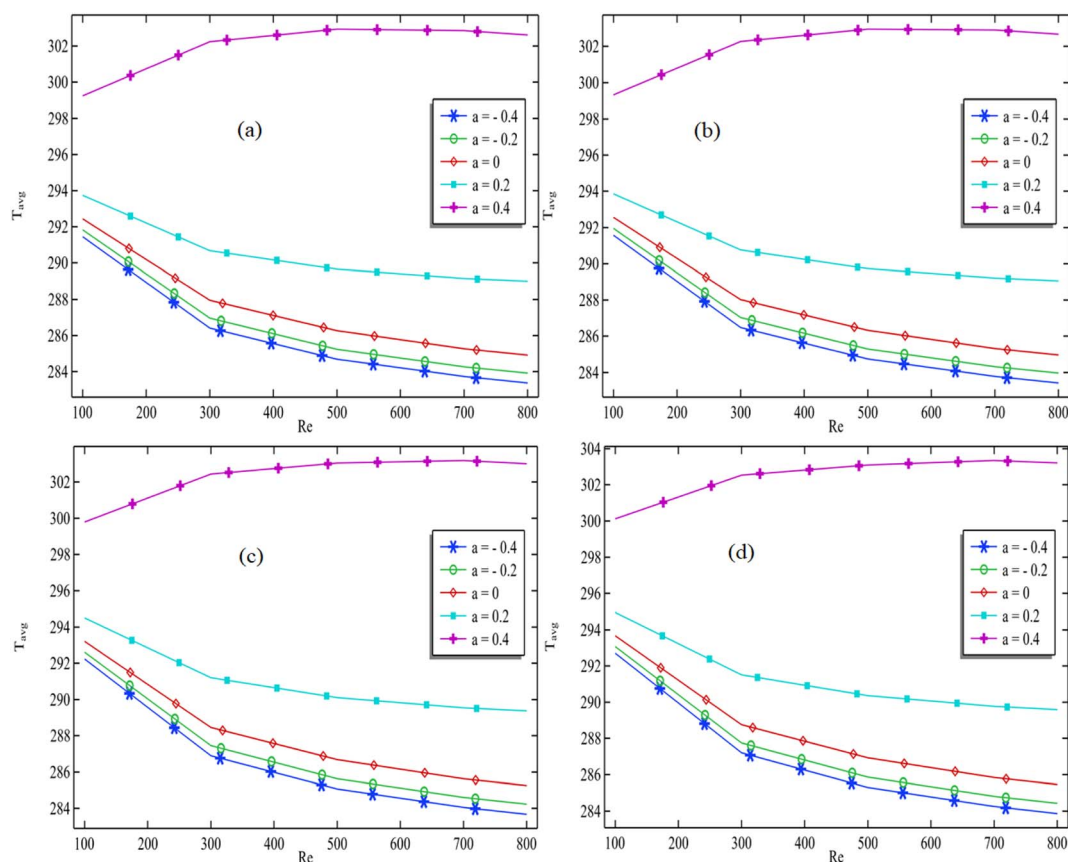 302
300
298
296
294
292
290
288
286
284
T_avg
(a)
a = - 0.4
a = - 0.2
a = 0
a = 0.2
a = 0.4
100 200 300 400 500 600 700 800
Re
302
300
298
296
294
292
290
288
286
284
T_avg
(b)
a = - 0.4
a = - 0.2
a = 0
a = 0.2
a = 0.4
100 200 300 400 500 600 700 800
Re
302
300
298
296
294
292
290
288
286
284
T_avg
(c)
a = - 0.4
a = - 0.2
a = 0
a = 0.2
a = 0.4
100 200 300 400 500 600 700 800
Re
304
302
300
298
296
294
292
290
288
286
284
T_avg
(d)
a = - 0.4
a = - 0.2
a = 0
a = 0.2
a = 0.4
100 200 300 400 500 600 700 800
Re